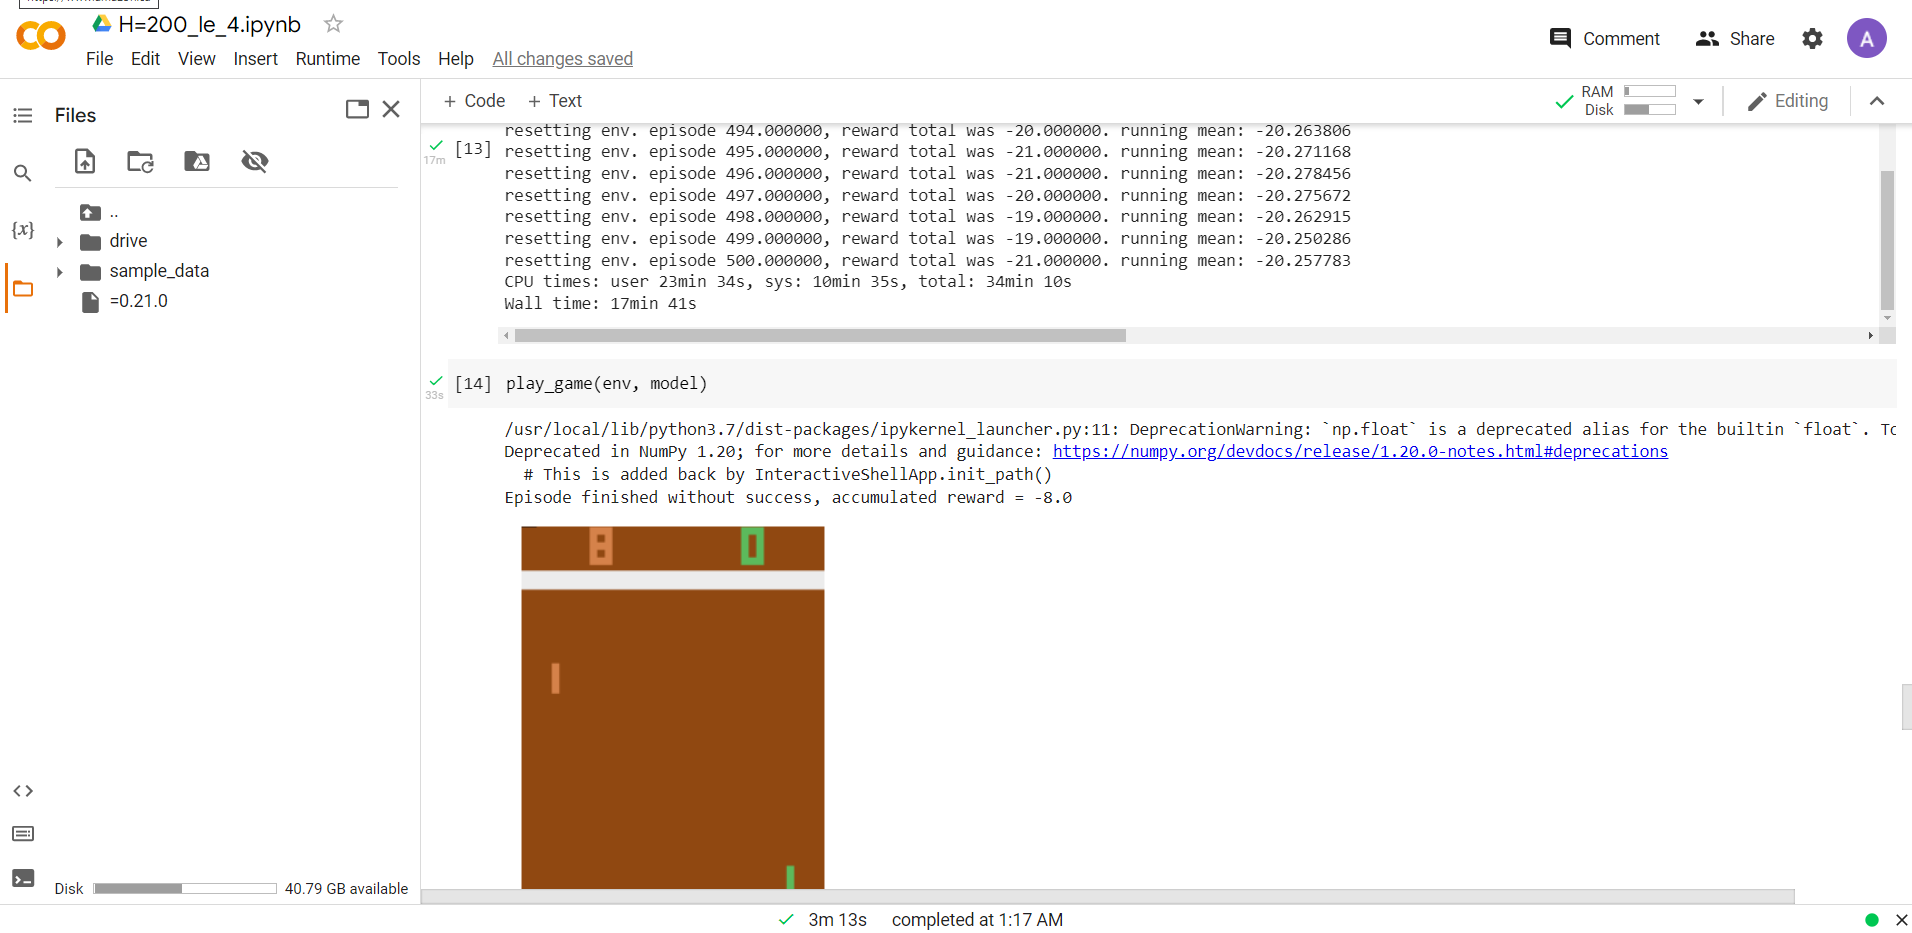 H=200_le_4.ipynb
File Edit View Insert Runtime Tools Help All changes saved
Comment Share A
Files
+ Code + Text
RAM
Disk
Editing
..
drive
sample_data
=0.21.0
{x}
[13]
17m
resetting env. episode 494.000000, reward total was -20.000000. running mean: -20.263806
resetting env. episode 495.000000, reward total was -21.000000. running mean: -20.271168
resetting env. episode 496.000000, reward total was -21.000000. running mean: -20.278456
resetting env. episode 497.000000, reward total was -20.000000. running mean: -20.275672
resetting env. episode 498.000000, reward total was -19.000000. running mean: -20.262915
resetting env. episode 499.000000, reward total was -19.000000. running mean: -20.250286
resetting env. episode 500.000000, reward total was -21.000000. running mean: -20.257783
CPU times: user 23min 34s, sys: 10min 35s, total: 34min 10s
Wall time: 17min 41s
[14] play_game(env, model)
33s
/usr/local/lib/python3.7/dist-packages/ipykernel_launcher.py:11: DeprecationWarning: `np.float` is a deprecated alias for the builtin `float`. To
Deprecated in NumPy 1.20; for more details and guidance: https://numpy.org/devdocs/release/1.20.0-notes.html#deprecations
# This is added back by InteractiveShellApp.init_path()
Episode finished without success, accumulated reward = -8.0
8 0
Disk 40.79 GB available
3m 13s completed at 1:17 AM